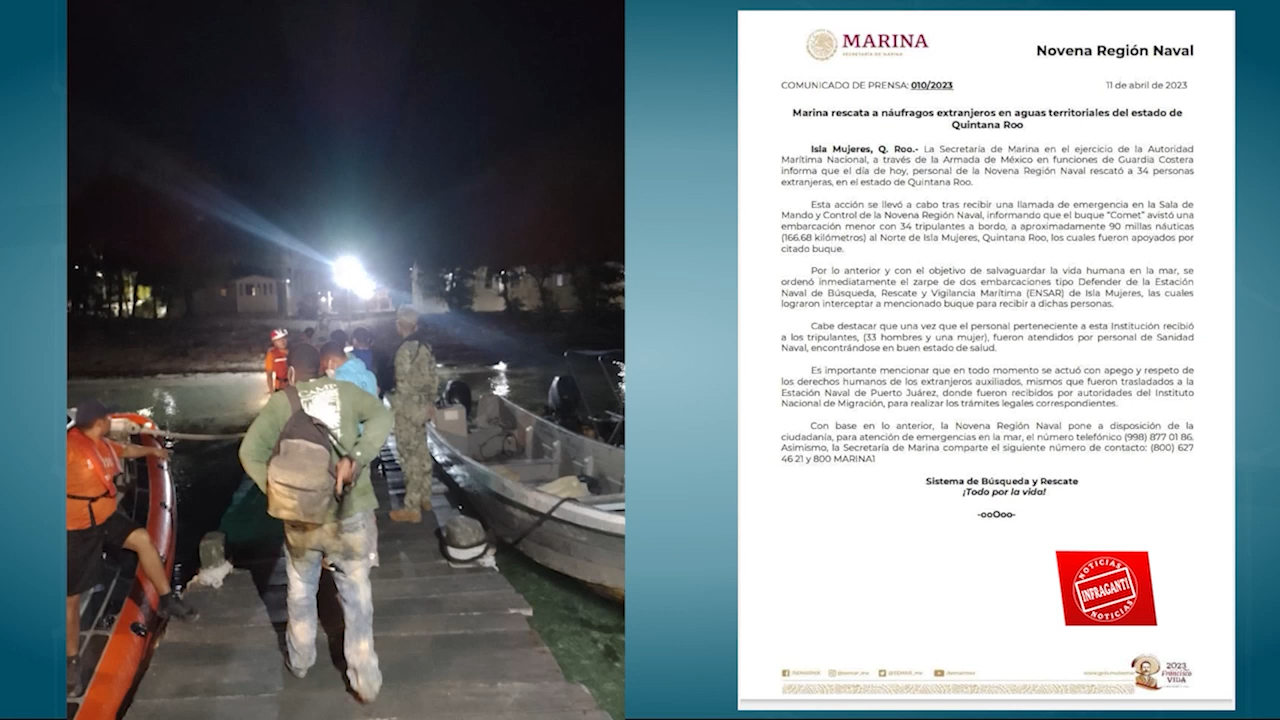 CAMP
MARINA
SECRETARÍA DE MARINA
Novena Región Naval
COMUNICADO DE PRENSA: 010/2023
11 de abril de 2023
Marina rescata a náufragos extranjeros en aguas territoriales del estado de
Quintana Roo
Isla Mujeres, Q. Roo.- La Secretaría de Marina en el ejercicio de la Autoridad
Marítima Nacional, a través de la Armada de México en funciones de Guardia Costera
informa que el día de hoy, personal de la Novena Región Naval rescató a 34 personas
extranjeras, en el estado de Quintana Roo.
Esta acción se llevó a cabo tras recibir una llamada de emergencia en la Sala de
Mando y Control de la Novena Región Naval, informando que el buque "Comet" avistó una
embarcación menor con 34 tripulantes a bordo, a aproximadamente 90 millas náuticas
(166.68 kilómetros) al Norte de Isla Mujeres, Quintana Roo, los cuales fueron apoyados por
citado buque.
Por lo anterior y con el objetivo de salvaguardar la vida humana en la mar, se
ordenó inmediatamente el zarpe de dos embarcaciones tipo Defender de la Estación
Naval de Búsqueda, Rescate y Vigilancia Marítima (ENSAR) de Isla Mujeres, las cuales
lograron interceptar a mencionado buque para recibir a dichas personas.
Cabe destacar que una vez que el personal perteneciente a esta Institución recibió
a los tripulantes, (33 hombres y una mujer), fueron atendidos por personal de Sanidad
Naval, encontrándose en buen estado de salud.
Es importante mencionar que en todo momento se actuó con apego y respeto de
los derechos humanos de los extranjeros auxiliados, mismos que fueron trasladados a la
Estación Naval de Puerto Juárez, donde fueron recibidos por autoridades del Instituto
Nacional de Migración, para realizar los trámites legales correspondientes.
Con base en lo anterior, la Novena Región Naval pone a disposición de la
ciudadanía, para atención de emergencias en la mar, el número telefónico (998) 877 01 86.
Asimismo, la Secretaría de Marina comparte el siguiente número de contacto: (800) 627
46 21 y 800 MARINA1
Sistema de Búsqueda y Rescate
¡Todo por la vida!
-ooOoo-
NOTICIAS
INFRAGANTI
NOTICIAS
2023
Francisco
VILLA